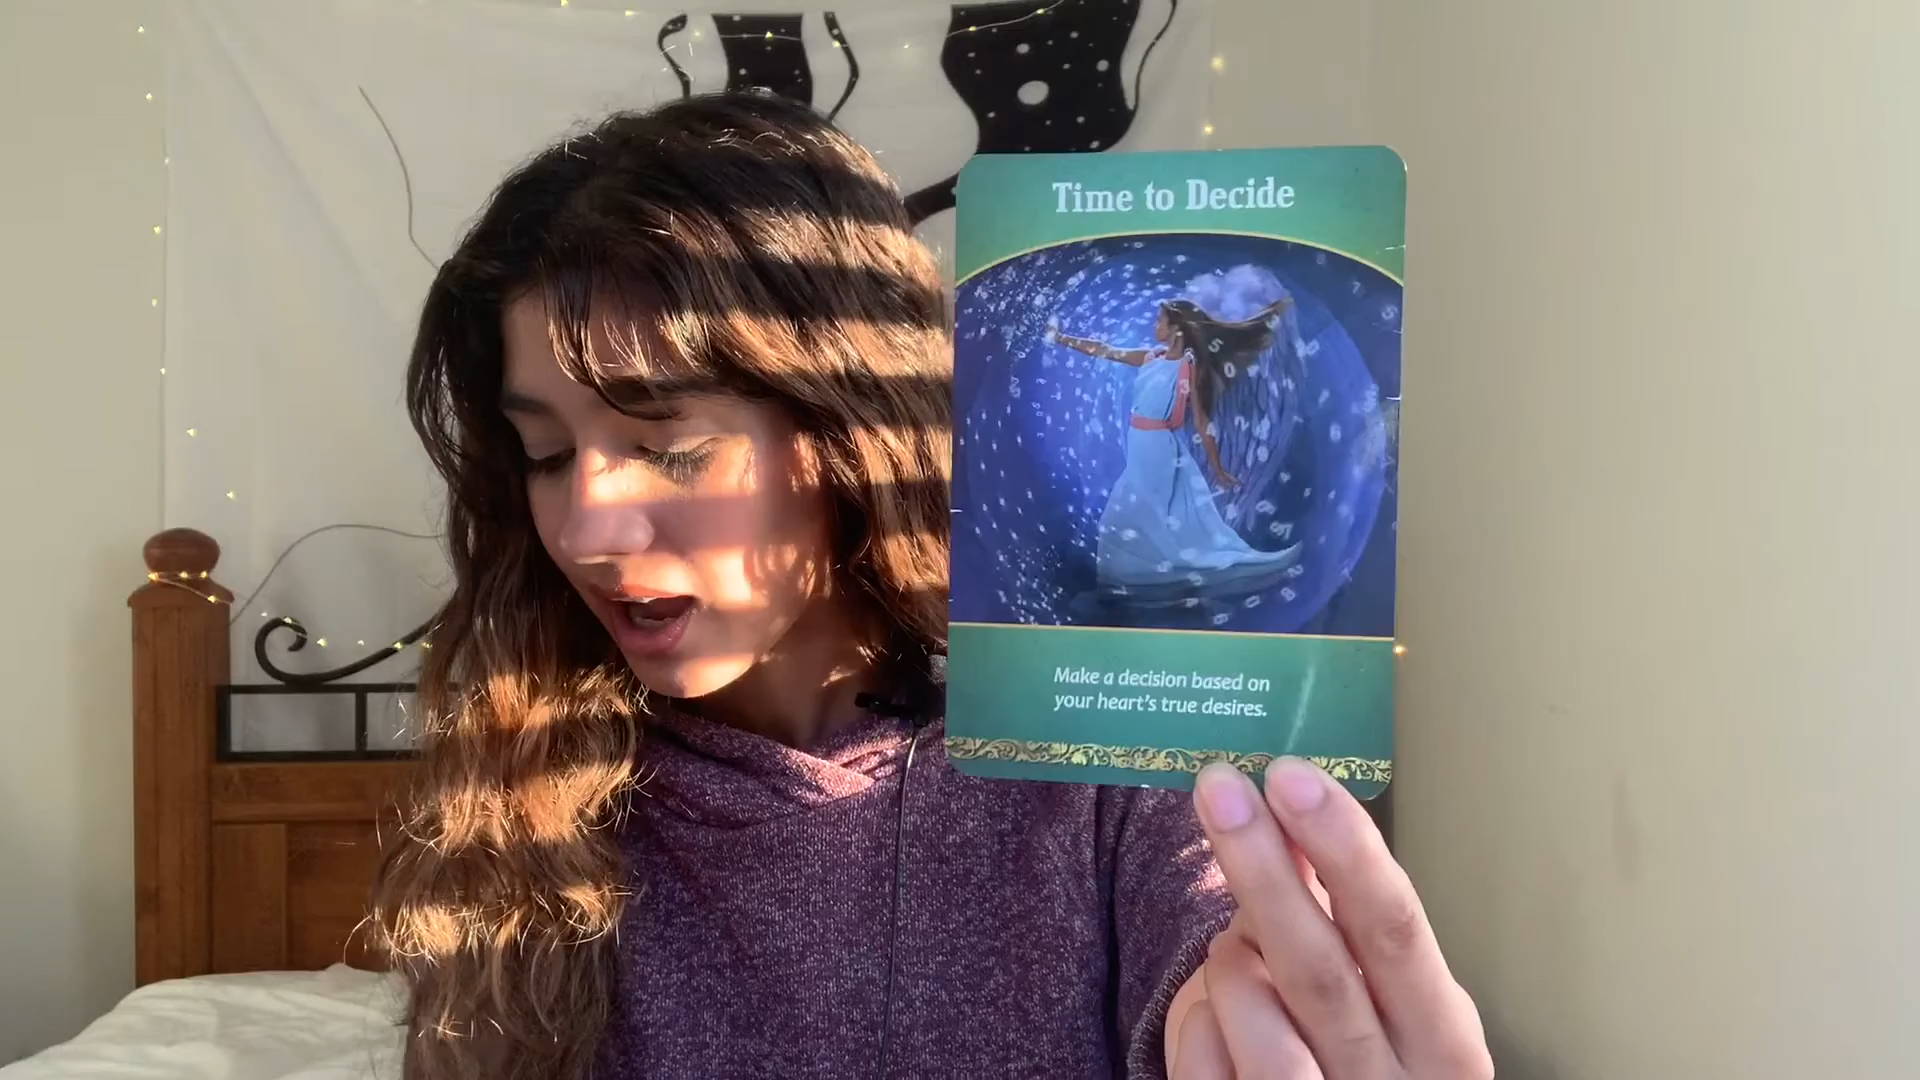 Time to Decide
Make a decision based on
your heart's true desires.